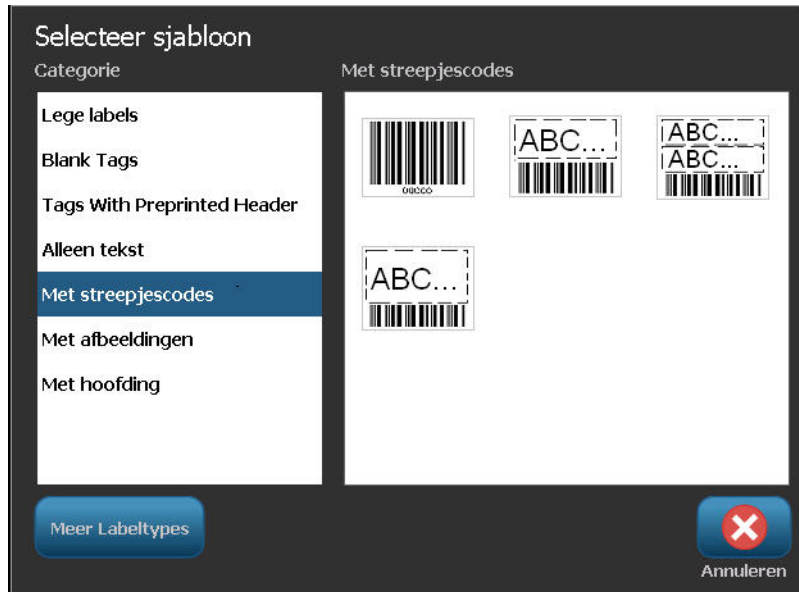 Selecteer sjabloon
Categorie
Met streepjescodes
Lege labels
Blank Tags
Tags With Preprinted Header
Alleen tekst
Met streepjescodes
Met afbeeldingen
Met hoofding
ABC...
ABC...
ABC...
ABC...
Meer Labeltypes
Annuleren